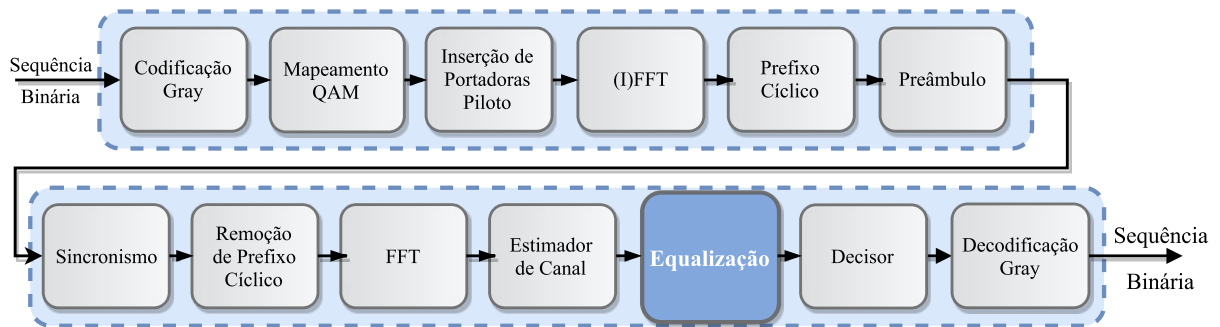 Sequência
Binária
Codificação
Gray
Mapeamento
QAM
Inserção de
Portadoras
Piloto
(I)FFT
Prefixo
Cíclico
Preâmbulo
Sincronismo
Remoção
de Prefixo
Cíclico
FFT
Estimador
de Canal
Equalização
Decisor
Decodificação
Gray
Sequência
Binária